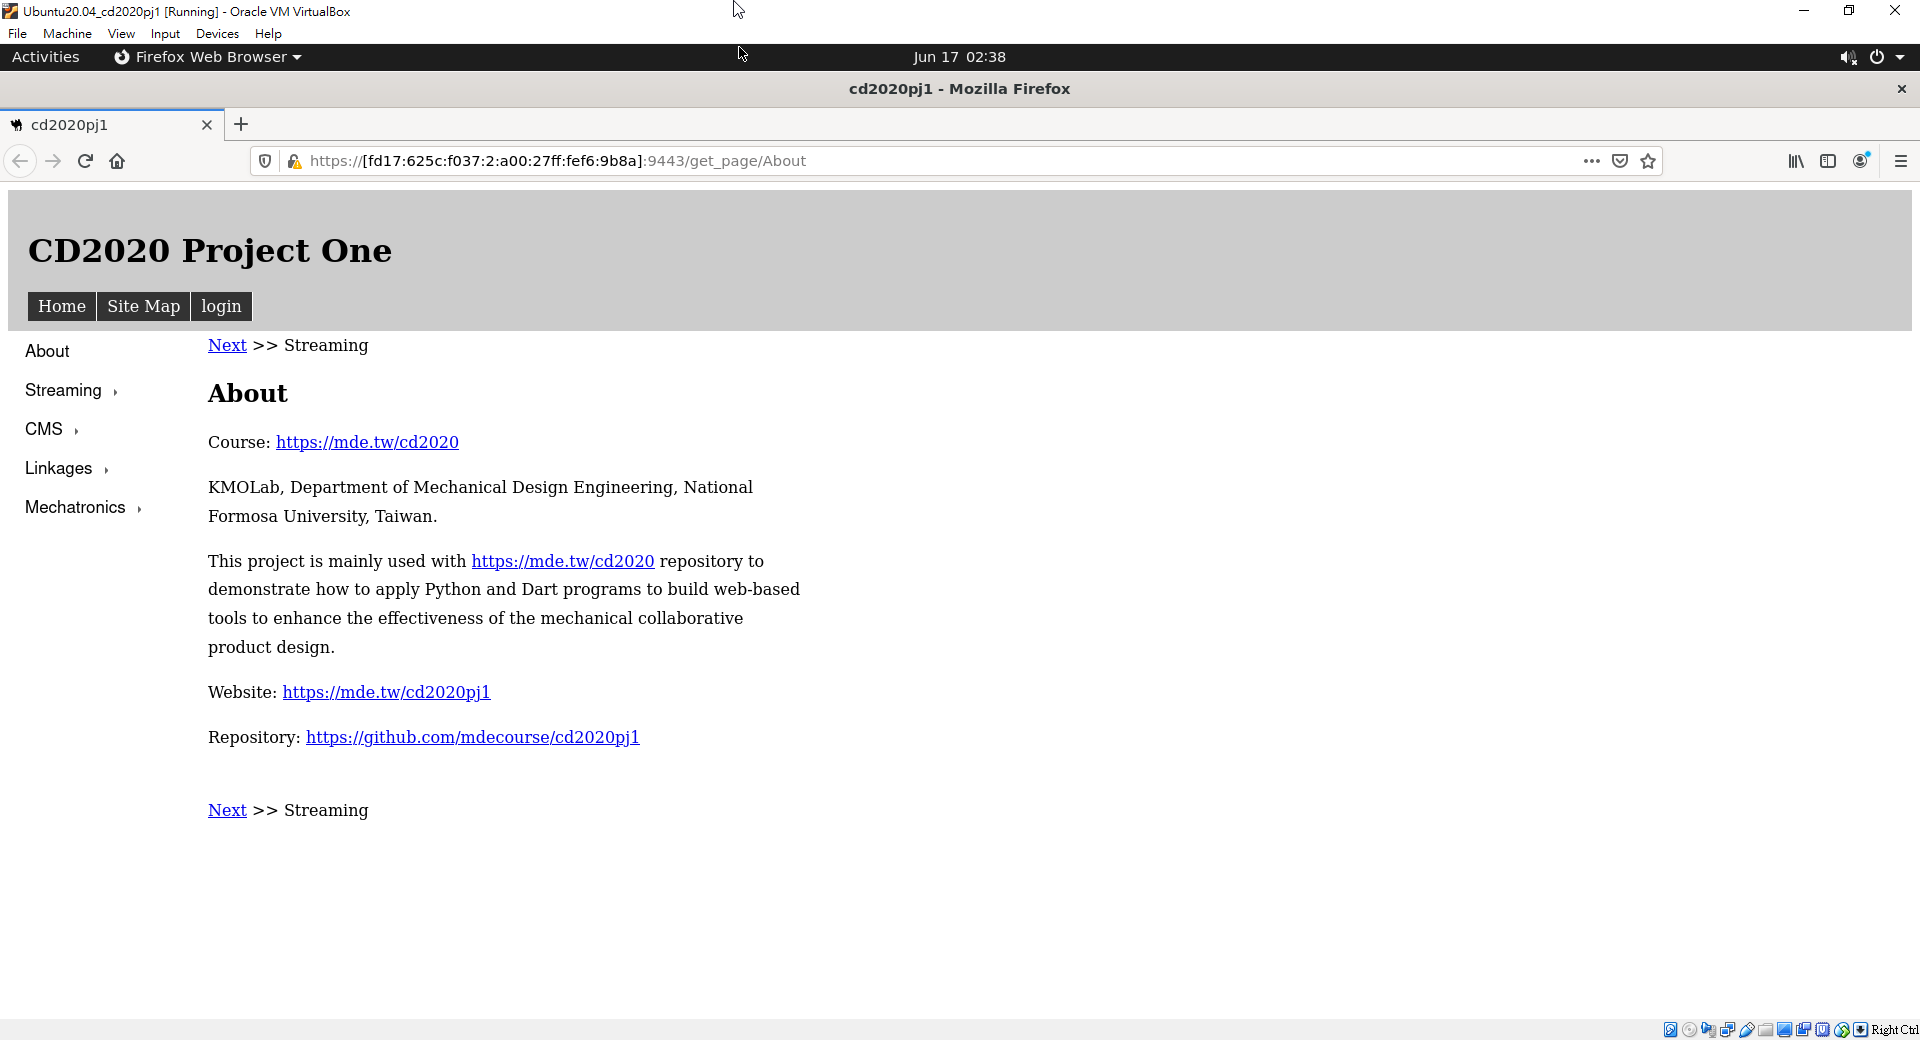 Ubuntu20.04_cd2020pj1 [Running] - Oracle VM VirtualBox
File Machine View Input Devices Help
Activities Firefox Web Browser Jun 17 02:38
cd2020pj1 - Mozilla Firefox
cd2020pj1
https://[fd17:625c:f037:2:a00:27ff:fef6:9b8a]:9443/get_page/About
CD2020 Project One
Home Site Map login
About
Streaming
CMS
Linkages
Mechatronics
Next >> Streaming
About
Course: https://mde.tw/cd2020
KMOLab, Department of Mechanical Design Engineering, National
Formosa University, Taiwan.
This project is mainly used with https://mde.tw/cd2020 repository to
demonstrate how to apply Python and Dart programs to build web-based
tools to enhance the effectiveness of the mechanical collaborative
product design.
Website: https://mde.tw/cd2020pj1
Repository: https://github.com/mdecourse/cd2020pj1
Next >> Streaming
Right Ctrl